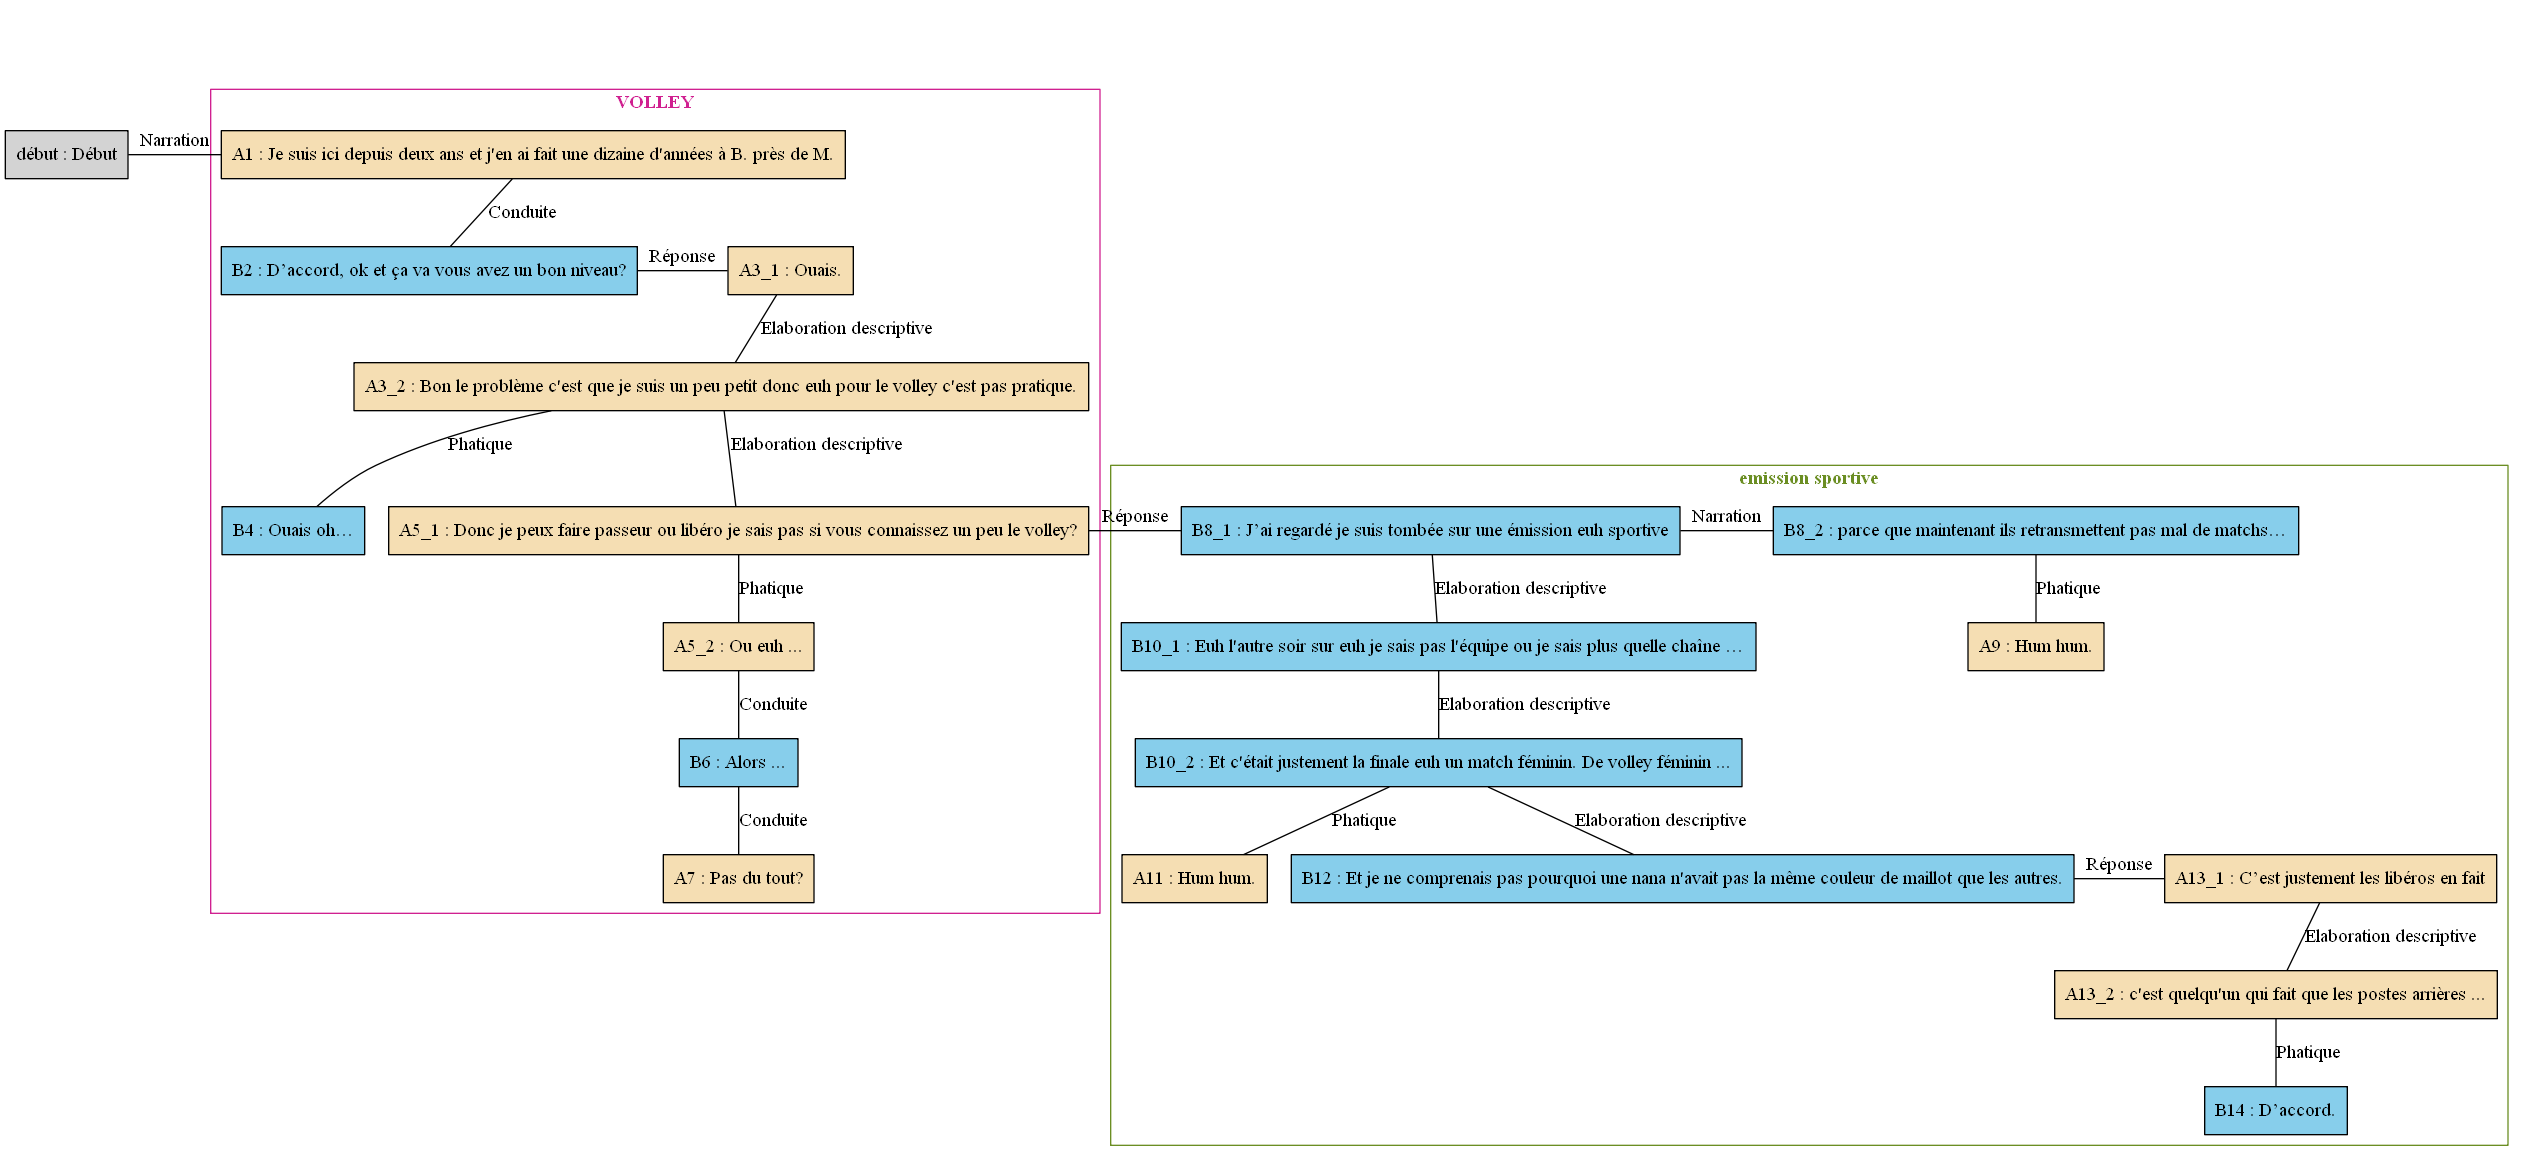 VOLLEY
début : Début
Narration
A1 : Je suis ici depuis deux ans et j'en ai fait une dizaine d'années à B. près de M.
Conduite
B2 : D’accord, ok et ça va vous avez un bon niveau?
Réponse
A3_1 : Ouais.
Elaboration descriptive
A3_2 : Bon le problème c'est que je suis un peu petit donc euh pour le volley c'est pas pratique.
Phatique
Elaboration descriptive
B4 : Ouais oh…
A5_1 : Donc je peux faire passeur ou libéro je sais pas si vous connaissez un peu le volley?
Phatique
A5_2 : Ou euh ...
Conduite
B6 : Alors ...
Conduite
A7 : Pas du tout?
Réponse
emission sportive
B8_1 : J’ai regardé je suis tombée sur une émission euh sportive
Narration
B8_2 : parce que maintenant ils retransmettent pas mal de matchs…
Elaboration descriptive
Phatique
B10_1 : Euh l'autre soir sur euh je sais pas l'équipe ou je sais plus quelle chaîne …
A9 : Hum hum.
Elaboration descriptive
B10_2 : Et c'était justement la finale euh un match féminin. De volley féminin ...
Phatique
Elaboration descriptive
A11 : Hum hum.
B12 : Et je ne comprenais pas pourquoi une nana n'avait pas la même couleur de maillot que les autres.
Réponse
A13_1 : C’est justement les libéros en fait
Elaboration descriptive
A13_2 : c'est quelqu'un qui fait que les postes arrières ...
Phatique
B14 : D’accord.